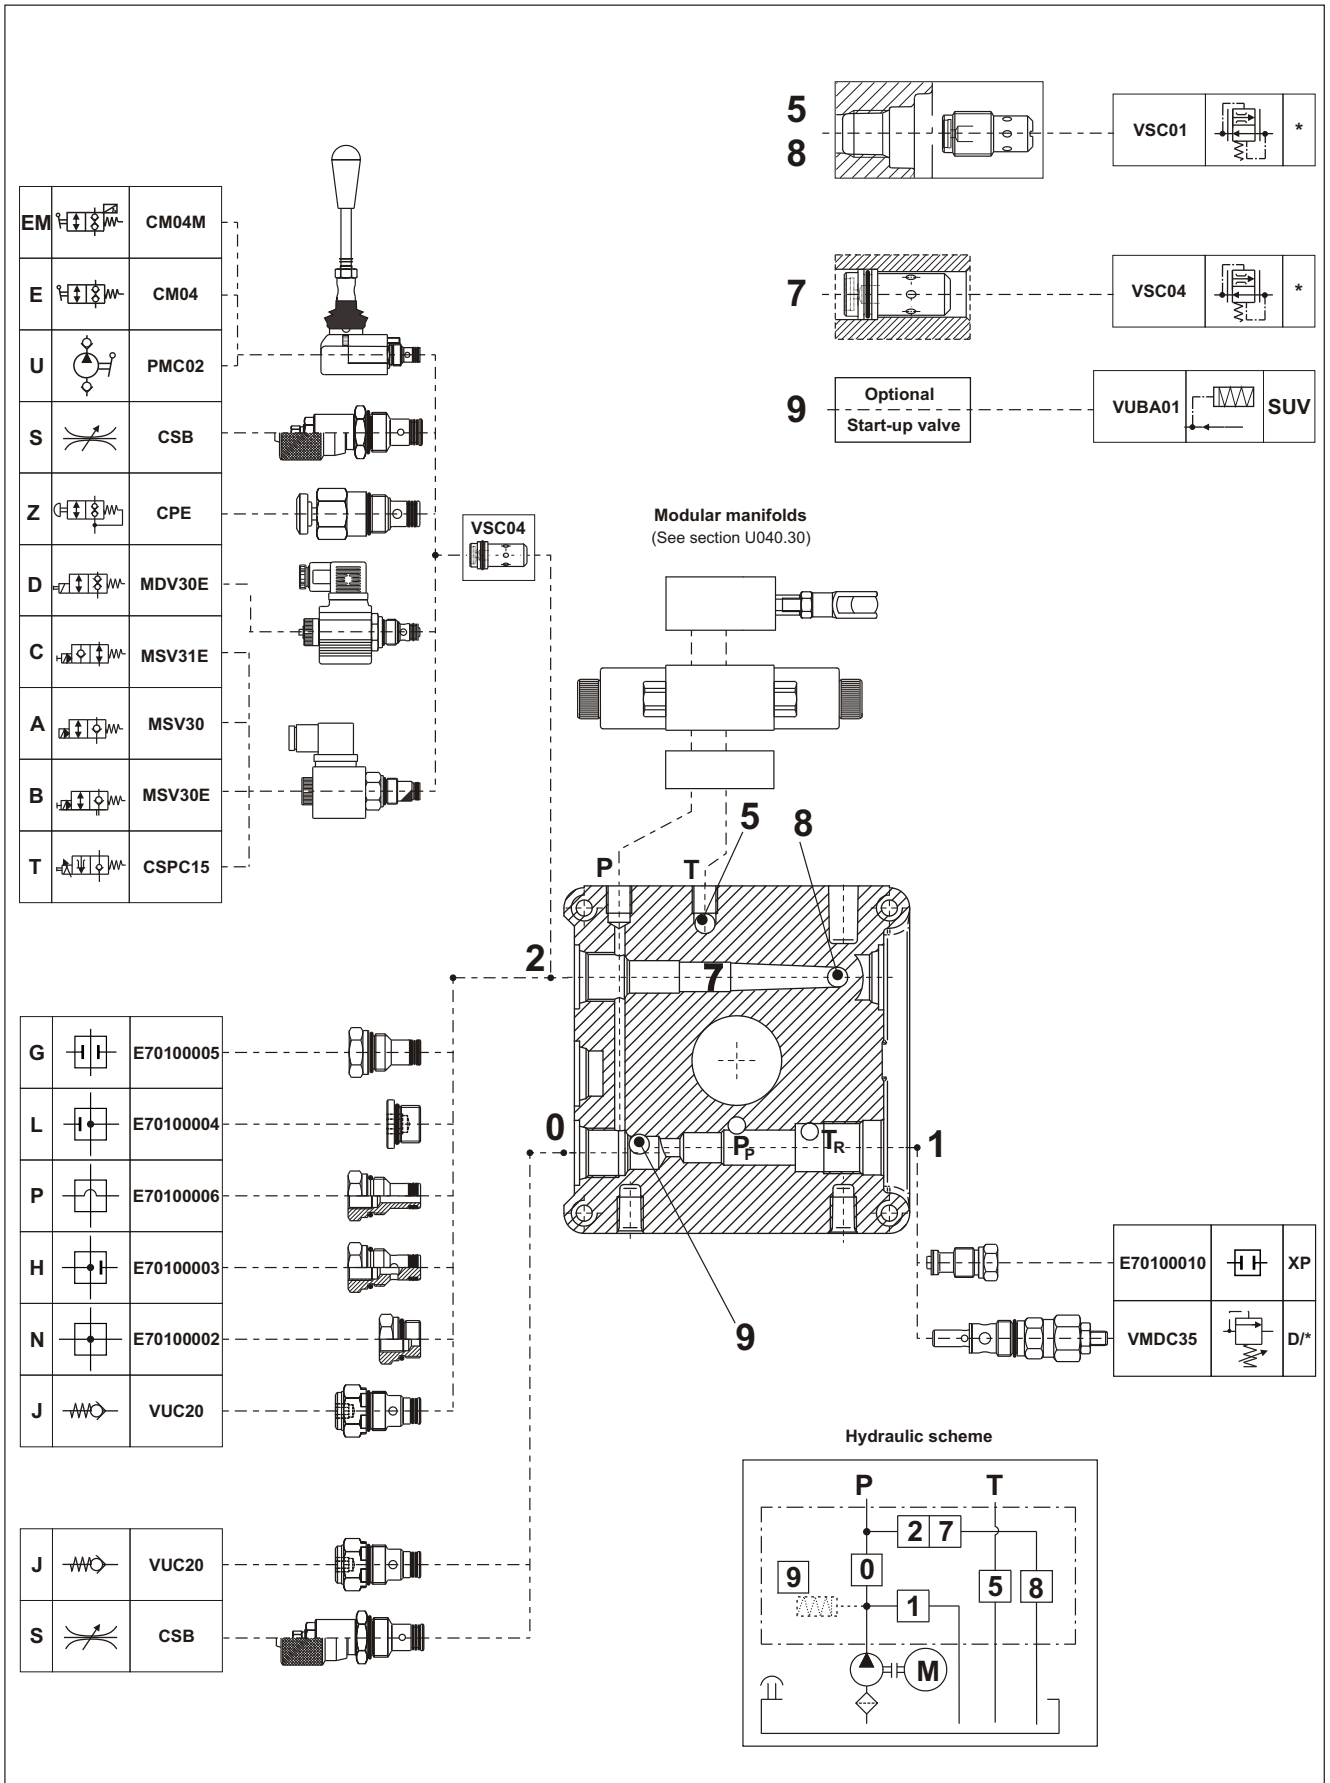 5
8
VSC01
*
7
VSC04
*
9
Optional
Start-up valve
VUBA01
SUV
EM
CM04M
E
CM04
U
PMC02
S
CSB
Z
CPE
D
MDV30E
C
MSV31E
A
MSV30
B
MSV30E
T
CSPC15
VSC04
Modular manifolds
(See section U040.30)
P
T
5
8
2
7
0
PP
TR
1
9
G
E70100005
L
E70100004
P
E70100006
H
E70100003
N
E70100002
J
VUC20
J
VUC20
S
CSB
E70100010
XP
VMDC35
D/*
Hydraulic scheme
P
T
2 7
0
9
5
8
1
M